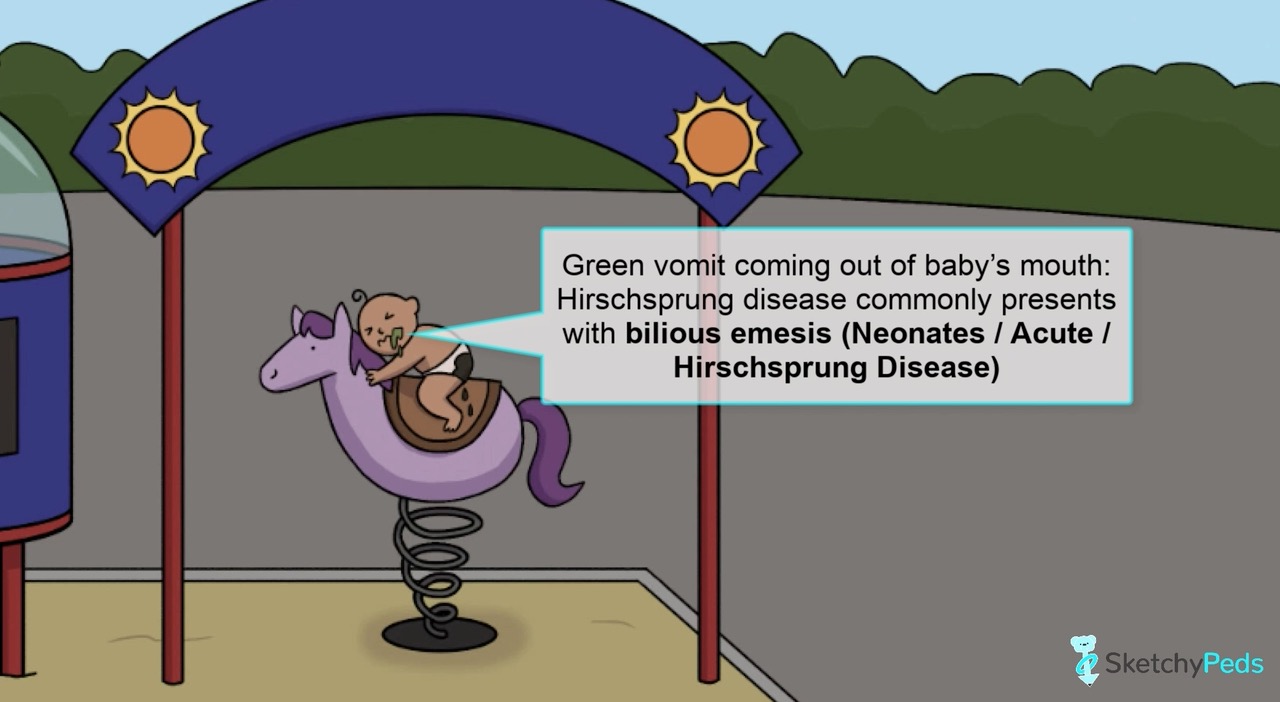 Green vomit coming out of baby’s mouth:
Hirschsprung disease commonly presents
with bilious emesis (Neonates / Acute /
Hirschsprung Disease)
SketchyPeds